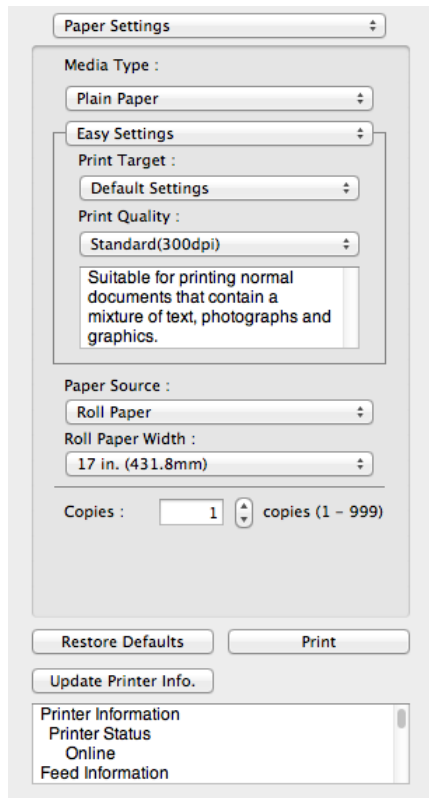 Paper Settings
Media Type :
Plain Paper
Easy Settings
Print Target :
Default Settings
Print Quality :
Standard(300dpi)
Suitable for printing normal
documents that contain a
mixture of text, photographs and
graphics.
Paper Source :
Roll Paper
Roll Paper Width :
17 in. (431.8mm)
Copies : 1 copies (1 – 999)
Restore Defaults Print
Update Printer Info.
Printer Information
Printer Status
Online
Feed Information